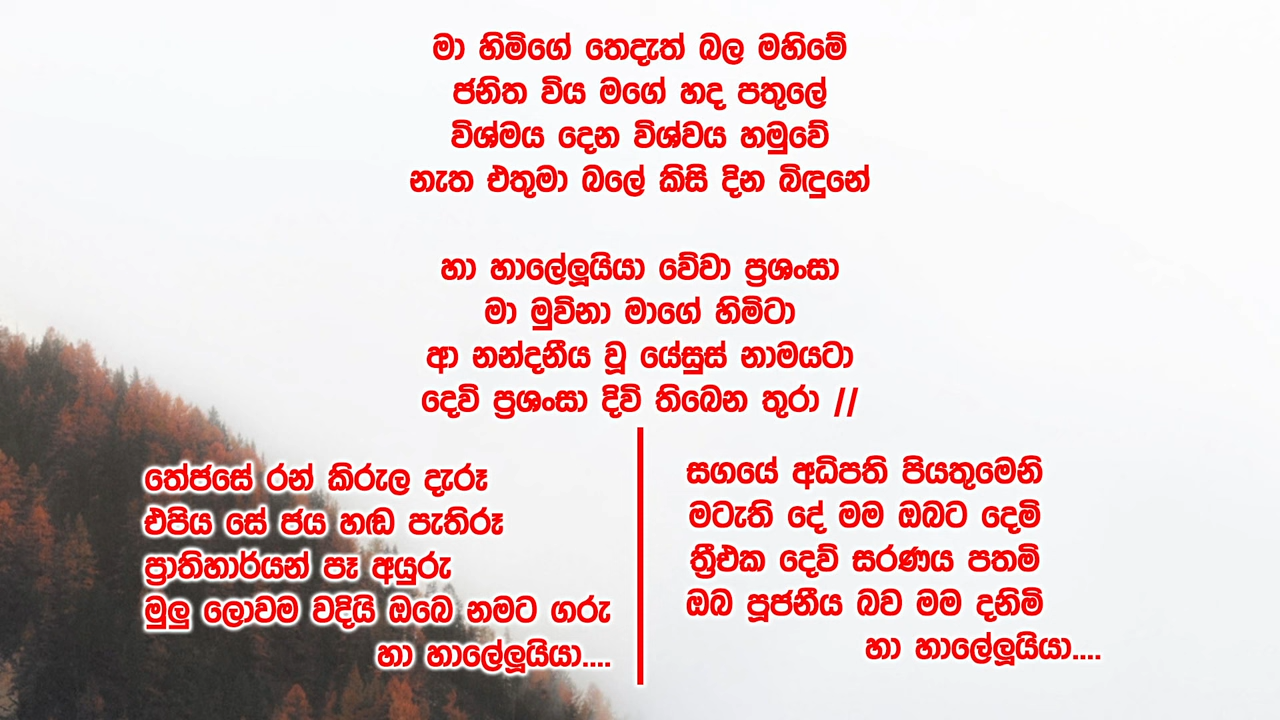 මා හිමිගේ තෙදැත් බල මහිමේ
ජනිත විය මගේ හද පතුලේ
විශ්මය දෙන විශ්වය හමුවේ
නැත එතුමා බලේ කිසි දින බිඳුනේ
හා හාලේලූයියා වේවා ප්‍රශංසා
මා මුවිනා මාගේ හිමිටා
ආ නන්දනීය වූ යේසුස් නාමයටා
දෙවි ප්‍රශංසා දිවි තිබෙන තුරා //
තේජසේ රන් කිරුල දැරූ
එපිය සේ ජය හඬ පැතිරූ
ප්‍රාතිහාර්යන් පෑ අයුරු
මුලු ලොවම වදියි ඔබෙ නමට ගරු
හා හාලේලූයියා....
සගයේ අධිපති පියතුමෙනි
මටැති දේ මම ඔබට දෙමි
ත්‍රීඑක දෙව් සරණය පතමි
ඔබ පූජනීය බව මම දනිමි
හා හාලේලූයියා....